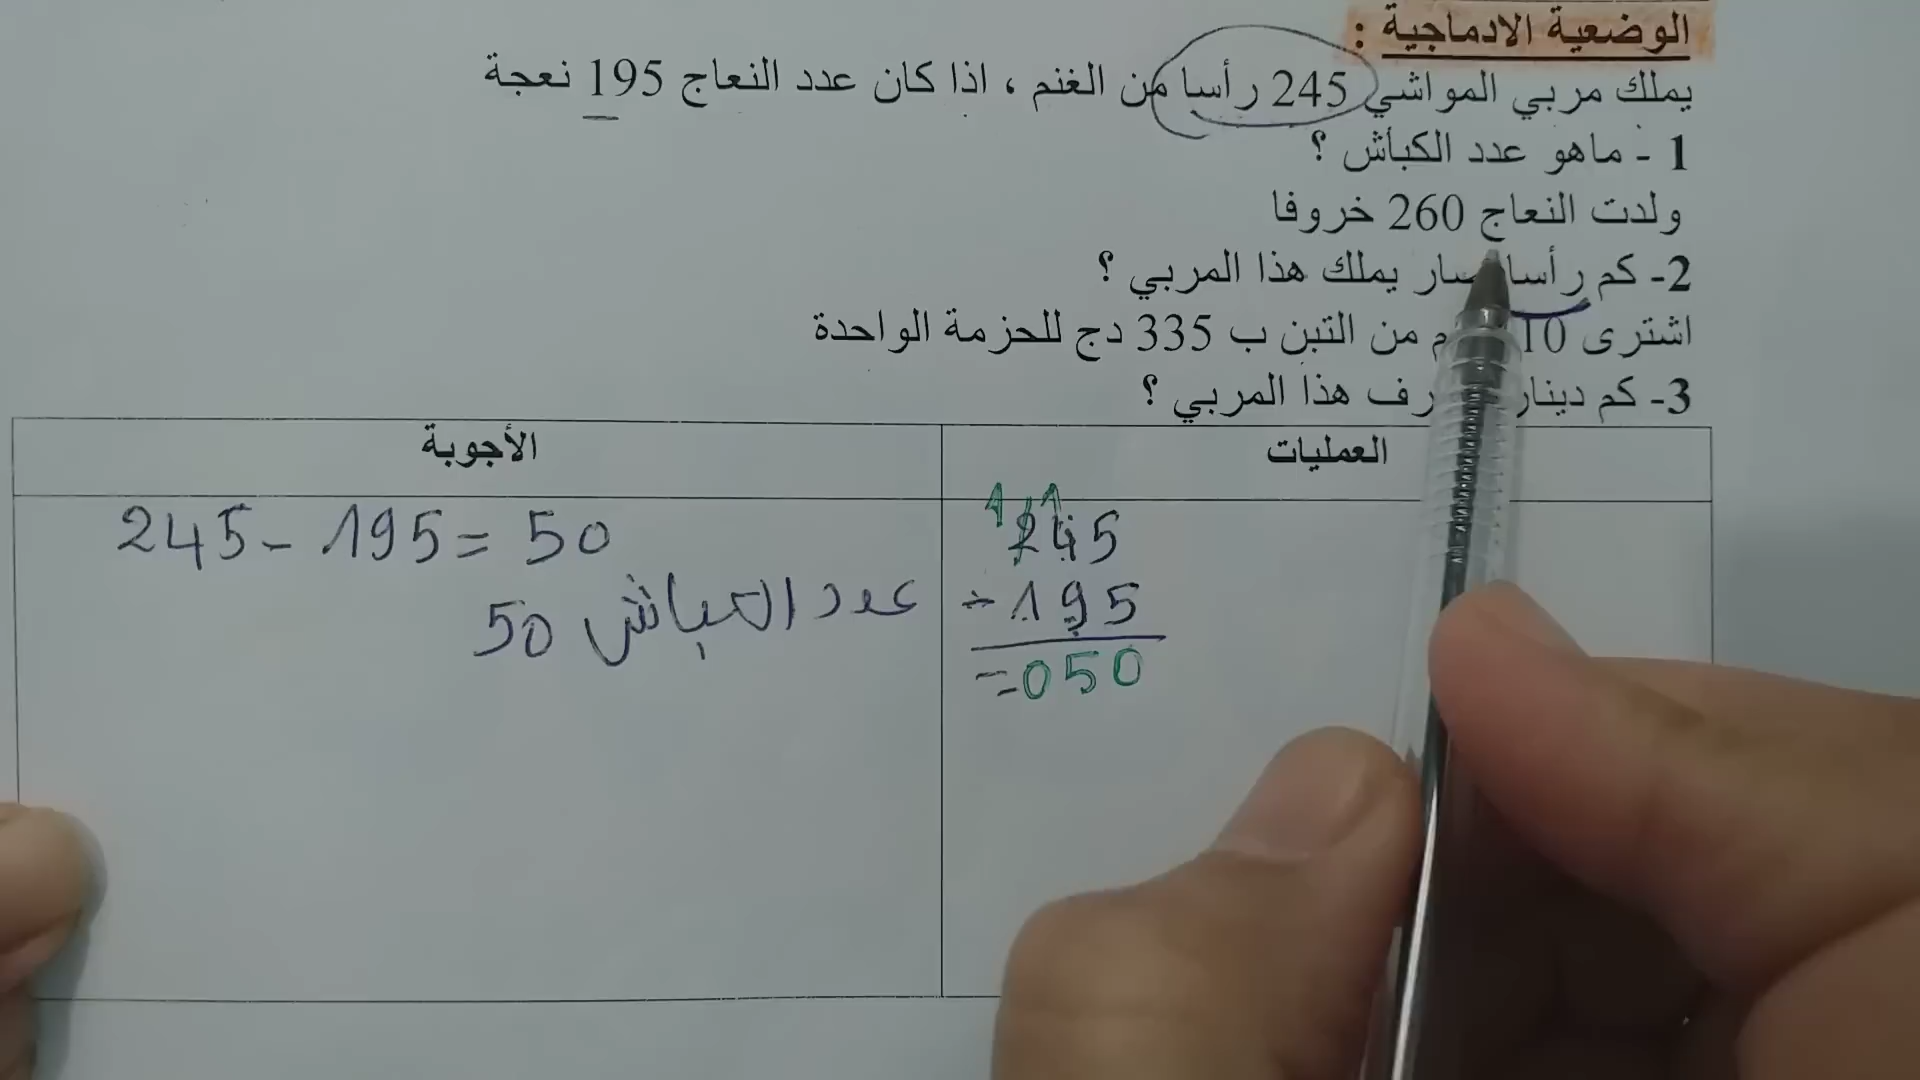 الوضعية الادماجية :
يملك مربي المواشي 245 رأسا من الغنم ، اذا كان عدد النعاج 195 نعجة
1 - ماهو عدد الكباش ؟
ولدت النعاج 260 خروفا
2- كم رأسا يملك هذا المربي ؟
اشترى 10 من التبن ب 335 دج للحزمة الواحدة
3- كم هذا المربي ؟
العمليات
الأجوبة
245
- 195
= 050
245 - 195 = 50
عدد الكباش 50